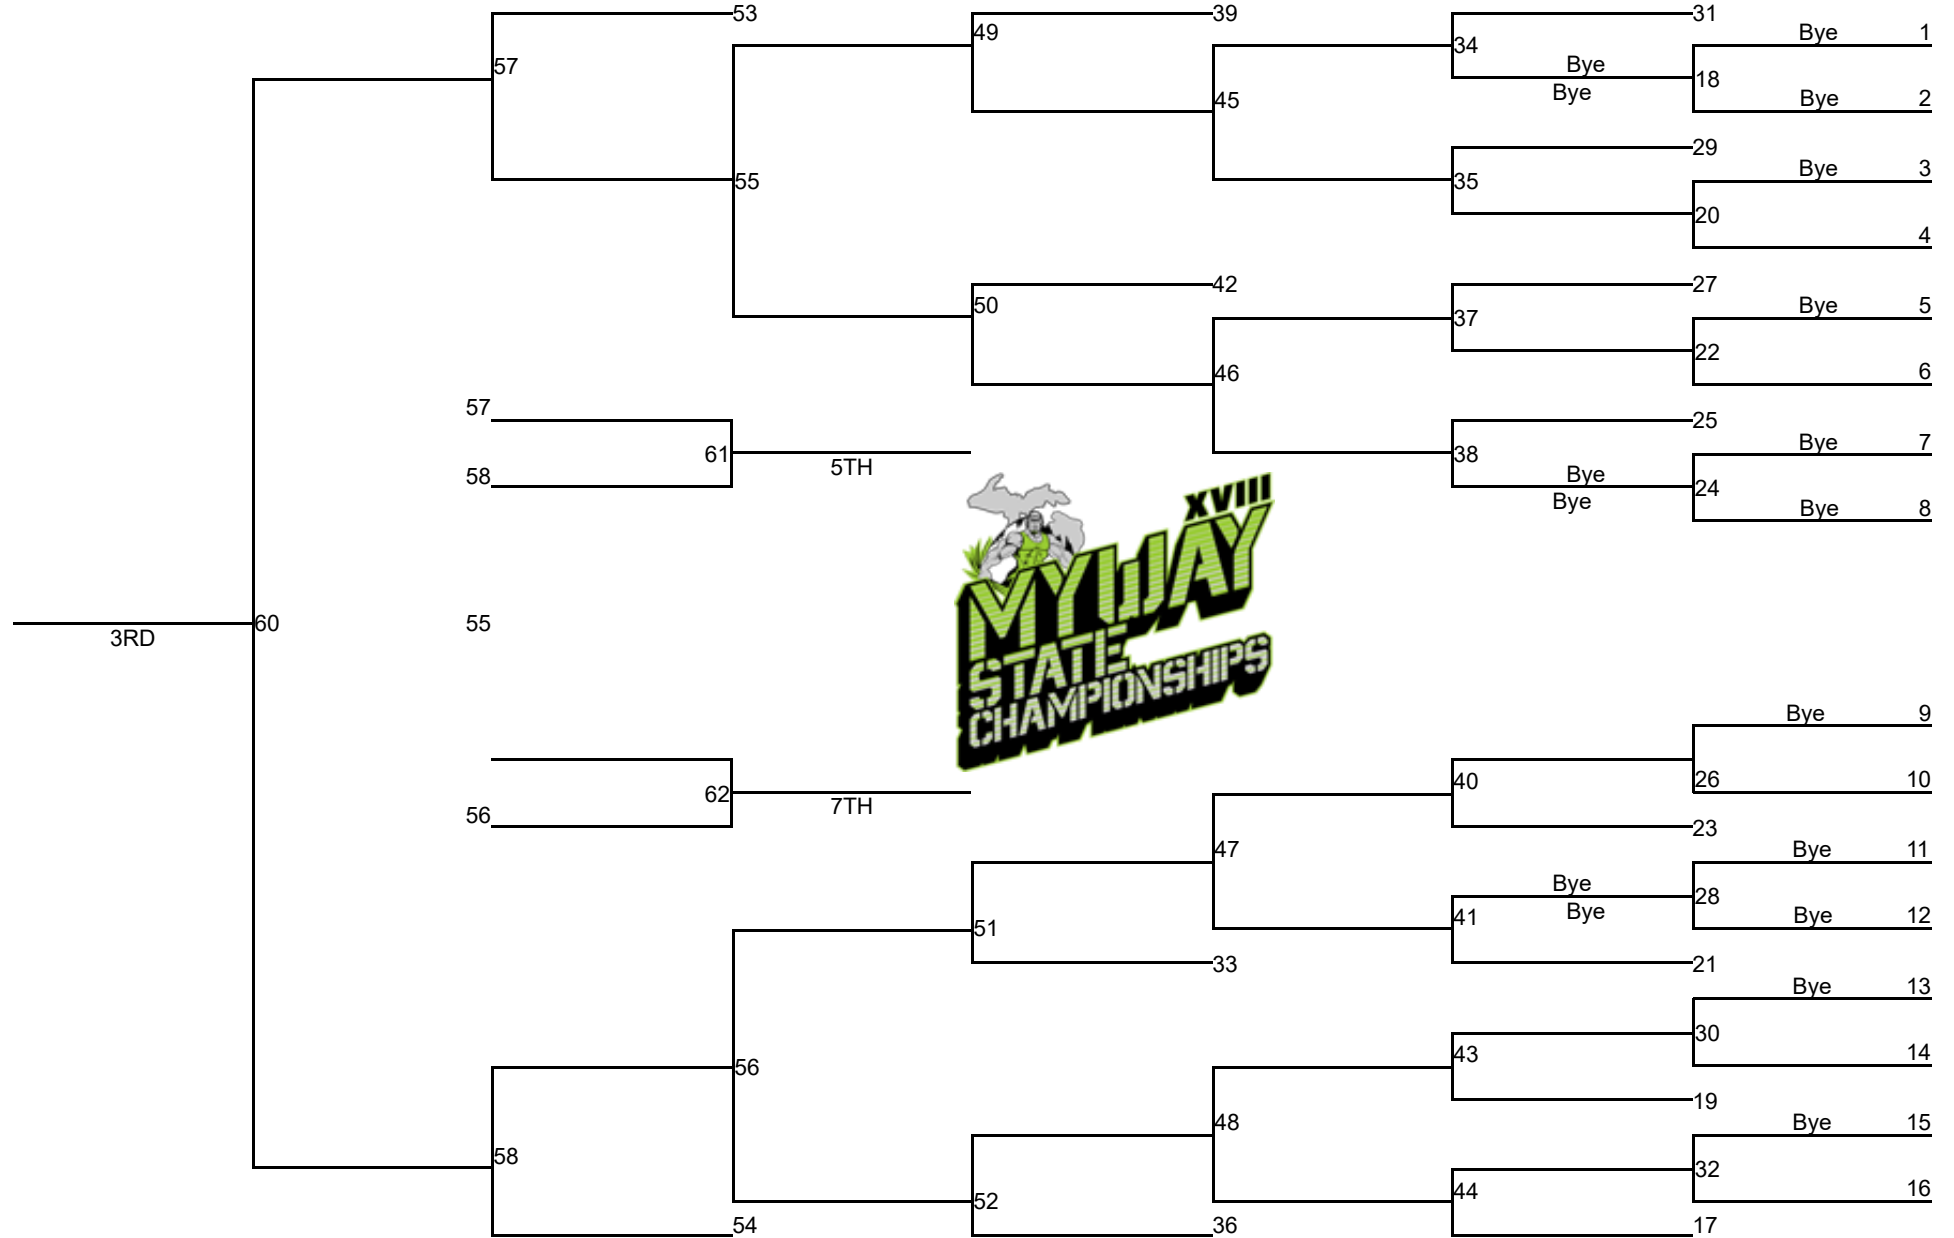 53 39 31
Bye 1
49
34
57 Bye
18
Bye
45
Bye 2
29
Bye 3
55 35
20
4
42 27
50 Bye 5
37
22
46 6
57
25
Bye 7
61 38
5TH
58 Bye
24
Bye
XVIII Bye 8
MYWAY
3RD 60 55
STATE
CHAMPIONSHIPS
Bye 9
40 26 10
62 7TH
56
23
47 Bye 11
Bye
28
Bye
41 Bye 12
51
33 21
Bye 13
30
43 14
56
19
48 Bye 15
58
32
44 16
52
54 36 17